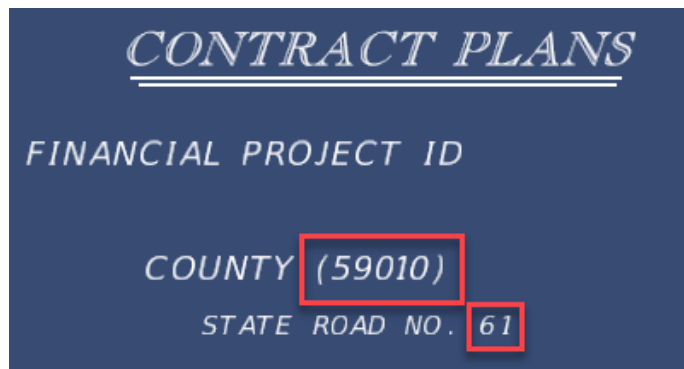 CONTRACT PLANS
FINANCIAL PROJECT ID
COUNTY (59010)
STATE ROAD NO. 61